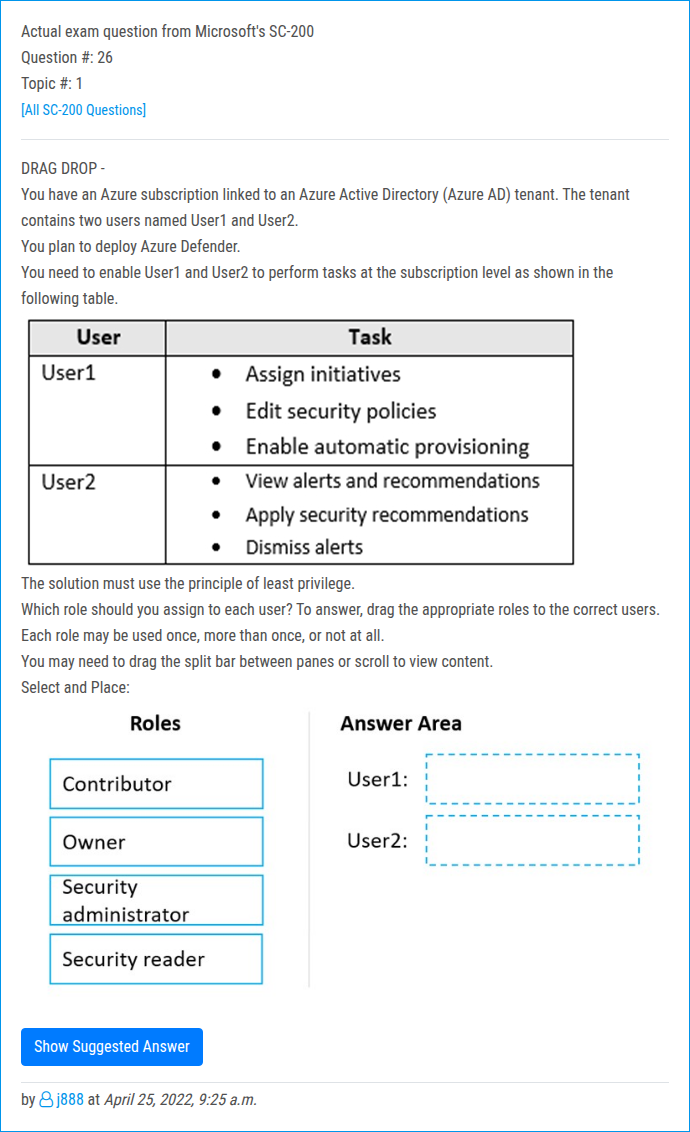 Actual exam question from Microsoft's SC-200
Question #: 26
Topic #: 1
[All SC-200 Questions]
DRAG DROP -
You have an Azure subscription linked to an Azure Active Directory (Azure AD) tenant. The tenant
contains two users named User1 and User2.
You plan to deploy Azure Defender.
You need to enable User1 and User2 to perform tasks at the subscription level as shown in the
following table.
User Task
User1 • Assign initiatives
• Edit security policies
• Enable automatic provisioning
User2 • View alerts and recommendations
• Apply security recommendations
• Dismiss alerts
The solution must use the principle of least privilege.
Which role should you assign to each user? To answer, drag the appropriate roles to the correct users.
Each role may be used once, more than once, or not at all.
You may need to drag the split bar between panes or scroll to view content.
Select and Place:
Roles
Contributor
Owner
Security
administrator
Security reader
Answer Area
User1:
User2:
Show Suggested Answer
by j888 at April 25, 2022, 9:25 a.m.